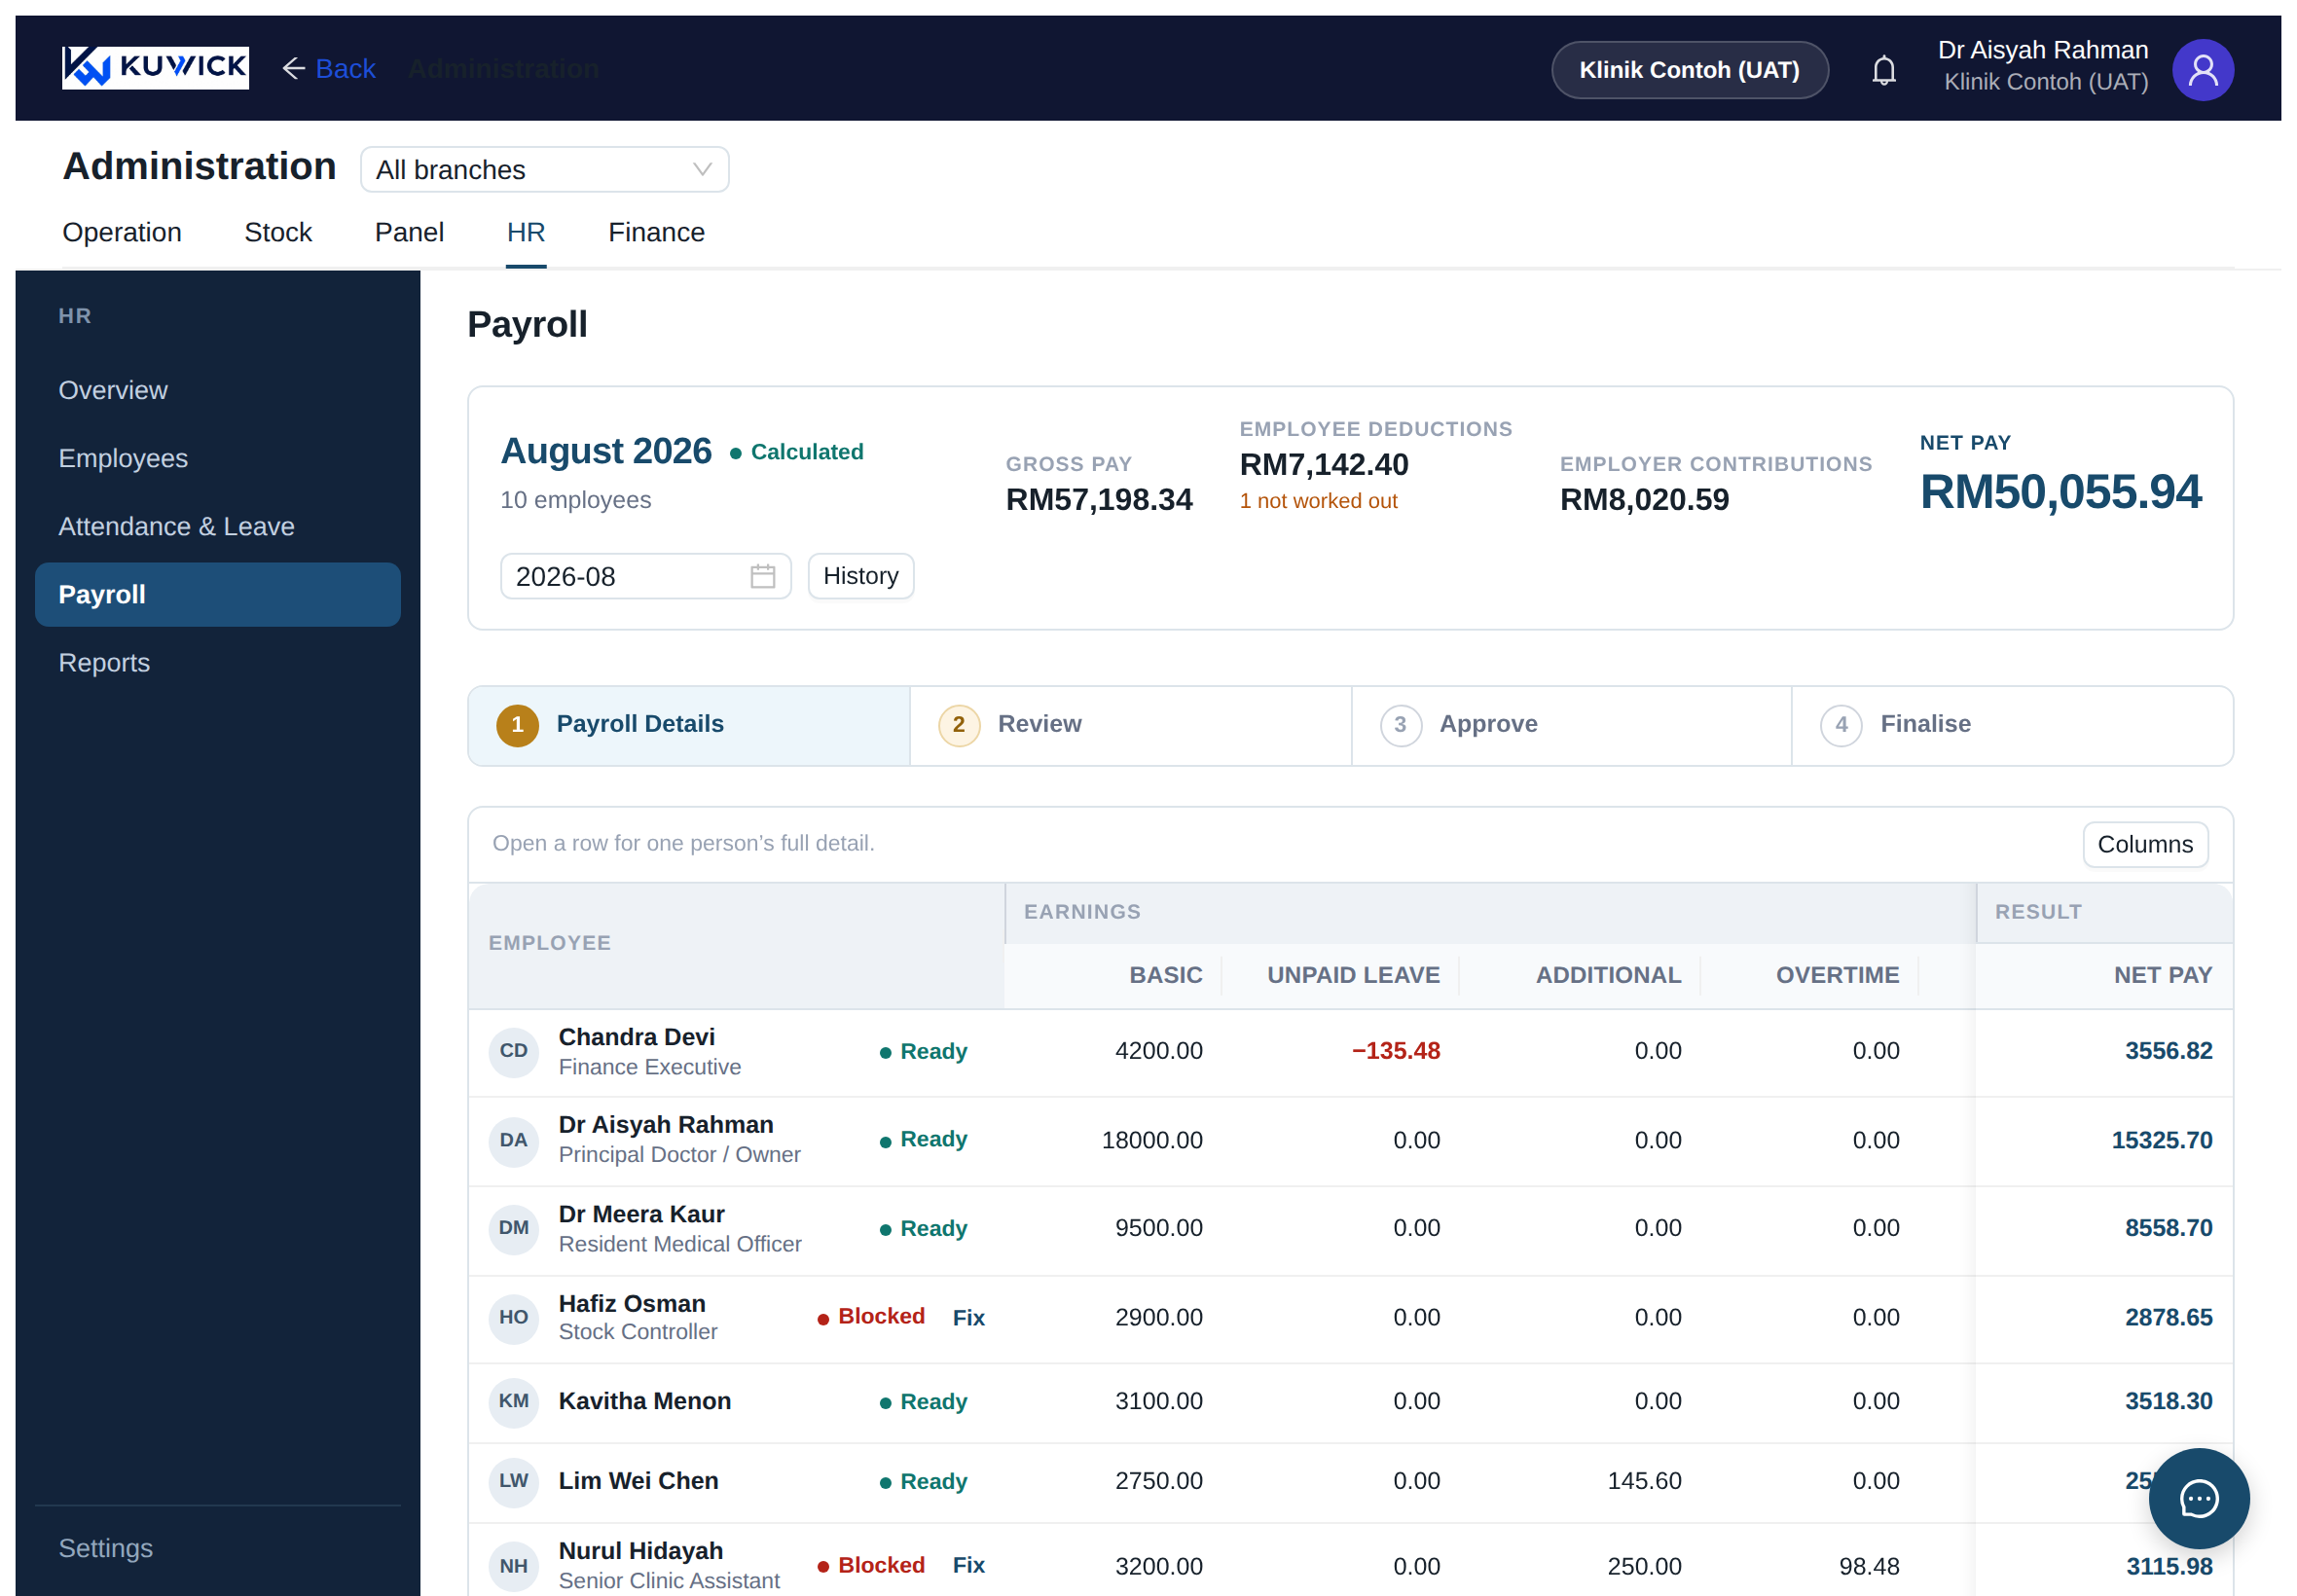 KUWICK
Back
Administration
Klinik Contoh (UAT)
Dr Aisyah Rahman
Klinik Contoh (UAT)
Administration
All branches
Operation
Stock
Panel
HR
Finance
HR
Overview
Employees
Attendance & Leave
Payroll
Reports
Settings
Payroll
August 2026
Calculated
10 employees
GROSS PAY
RM57,198.34
EMPLOYEE DEDUCTIONS
RM7,142.40
1 not worked out
EMPLOYER CONTRIBUTIONS
RM8,020.59
NET PAY
RM50,055.94
2026-08
History
1 Payroll Details
2 Review
3 Approve
4 Finalise
Open a row for one person’s full detail.
Columns
EMPLOYEE
EARNINGS
RESULT
BASIC UNPAID LEAVE ADDITIONAL OVERTIME NET PAY
CD Chandra Devi Ready 4200.00 −135.48 0.00 0.00 3556.82
Finance Executive
DA Dr Aisyah Rahman Ready 18000.00 0.00 0.00 0.00 15325.70
Principal Doctor / Owner
DM Dr Meera Kaur Ready 9500.00 0.00 0.00 0.00 8558.70
Resident Medical Officer
HO Hafiz Osman Blocked Fix 2900.00 0.00 0.00 0.00 2878.65
Stock Controller
KM Kavitha Menon Ready 3100.00 0.00 0.00 0.00 3518.30
LW Lim Wei Chen Ready 2750.00 0.00 145.60 0.00
NH Nurul Hidayah Blocked Fix 3200.00 0.00 250.00 98.48 3115.98
Senior Clinic Assistant